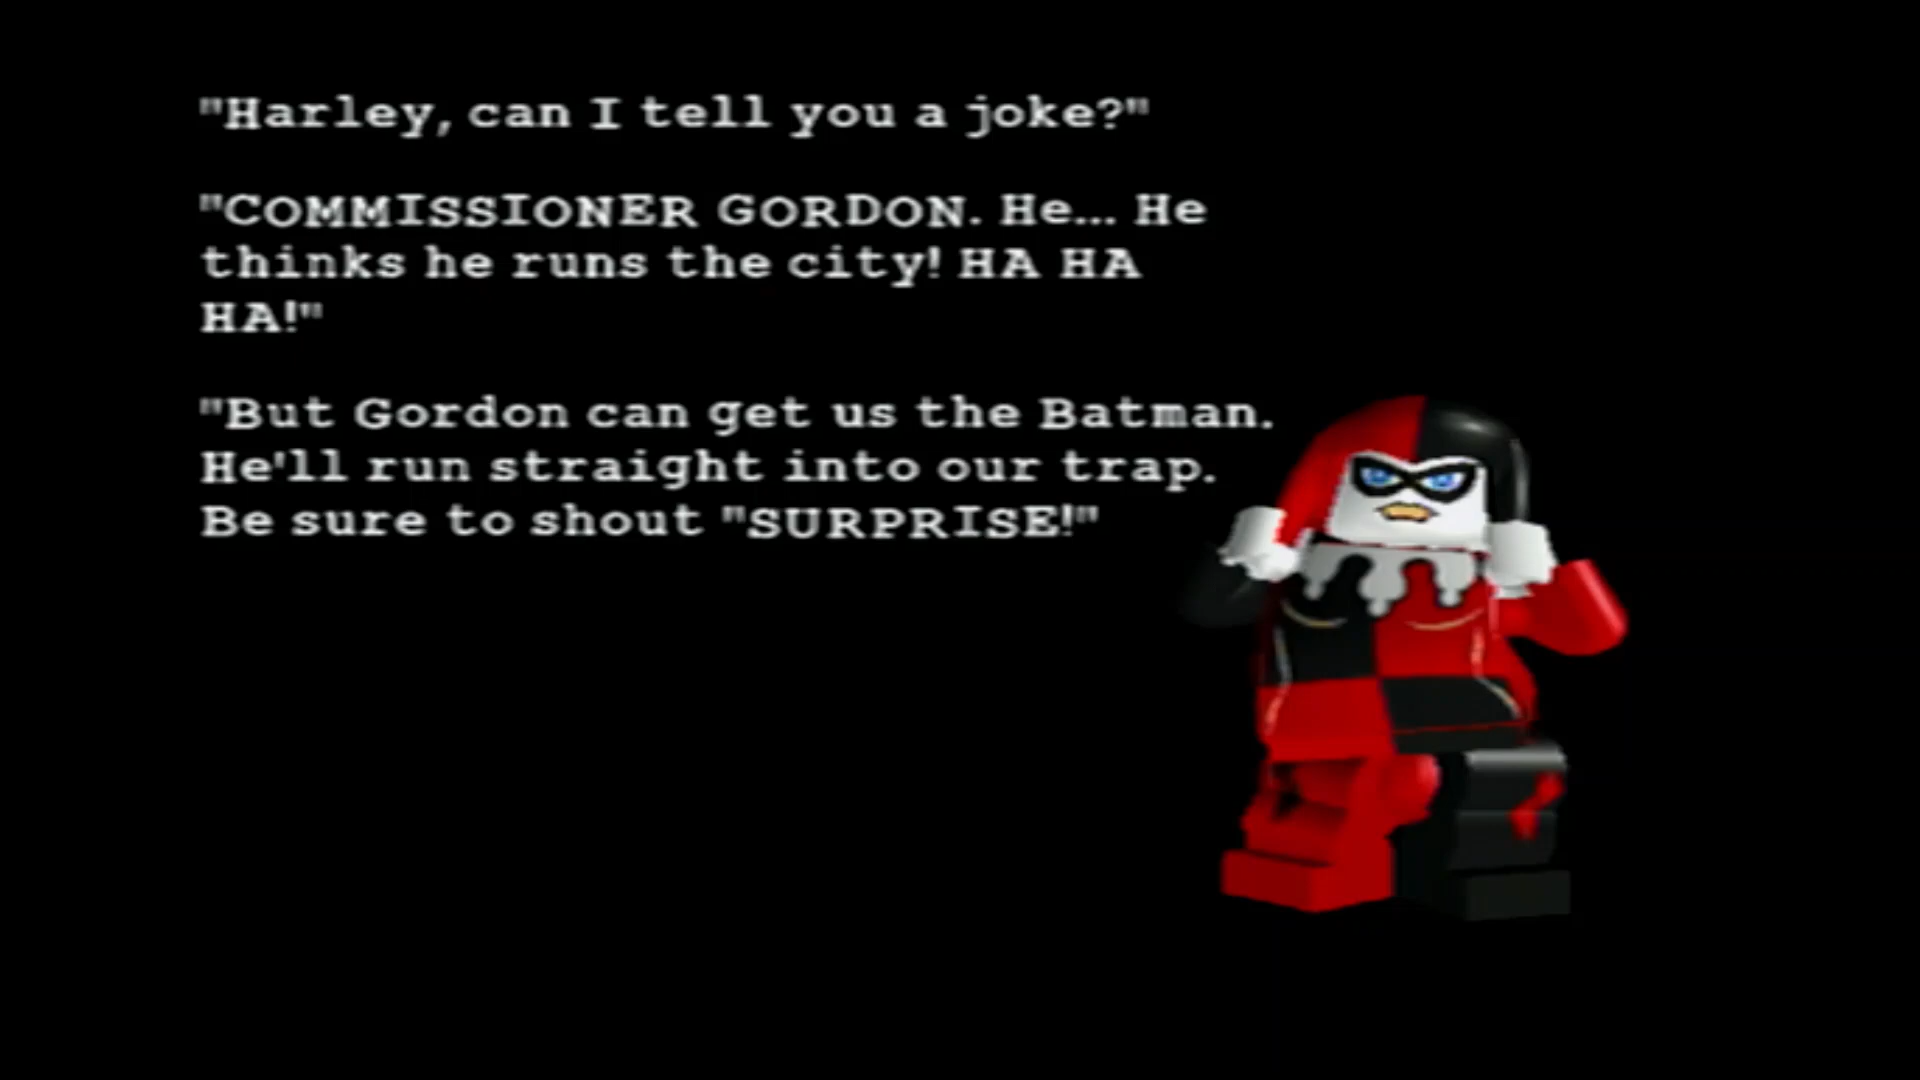 "Harley, can I tell you a joke?"
"COMMISSIONER GORDON. He... He
thinks he runs the city! HA HA
HA!"
"But Gordon can get us the Batman.
He'll run straight into our trap.
Be sure to shout "SURPRISE!"